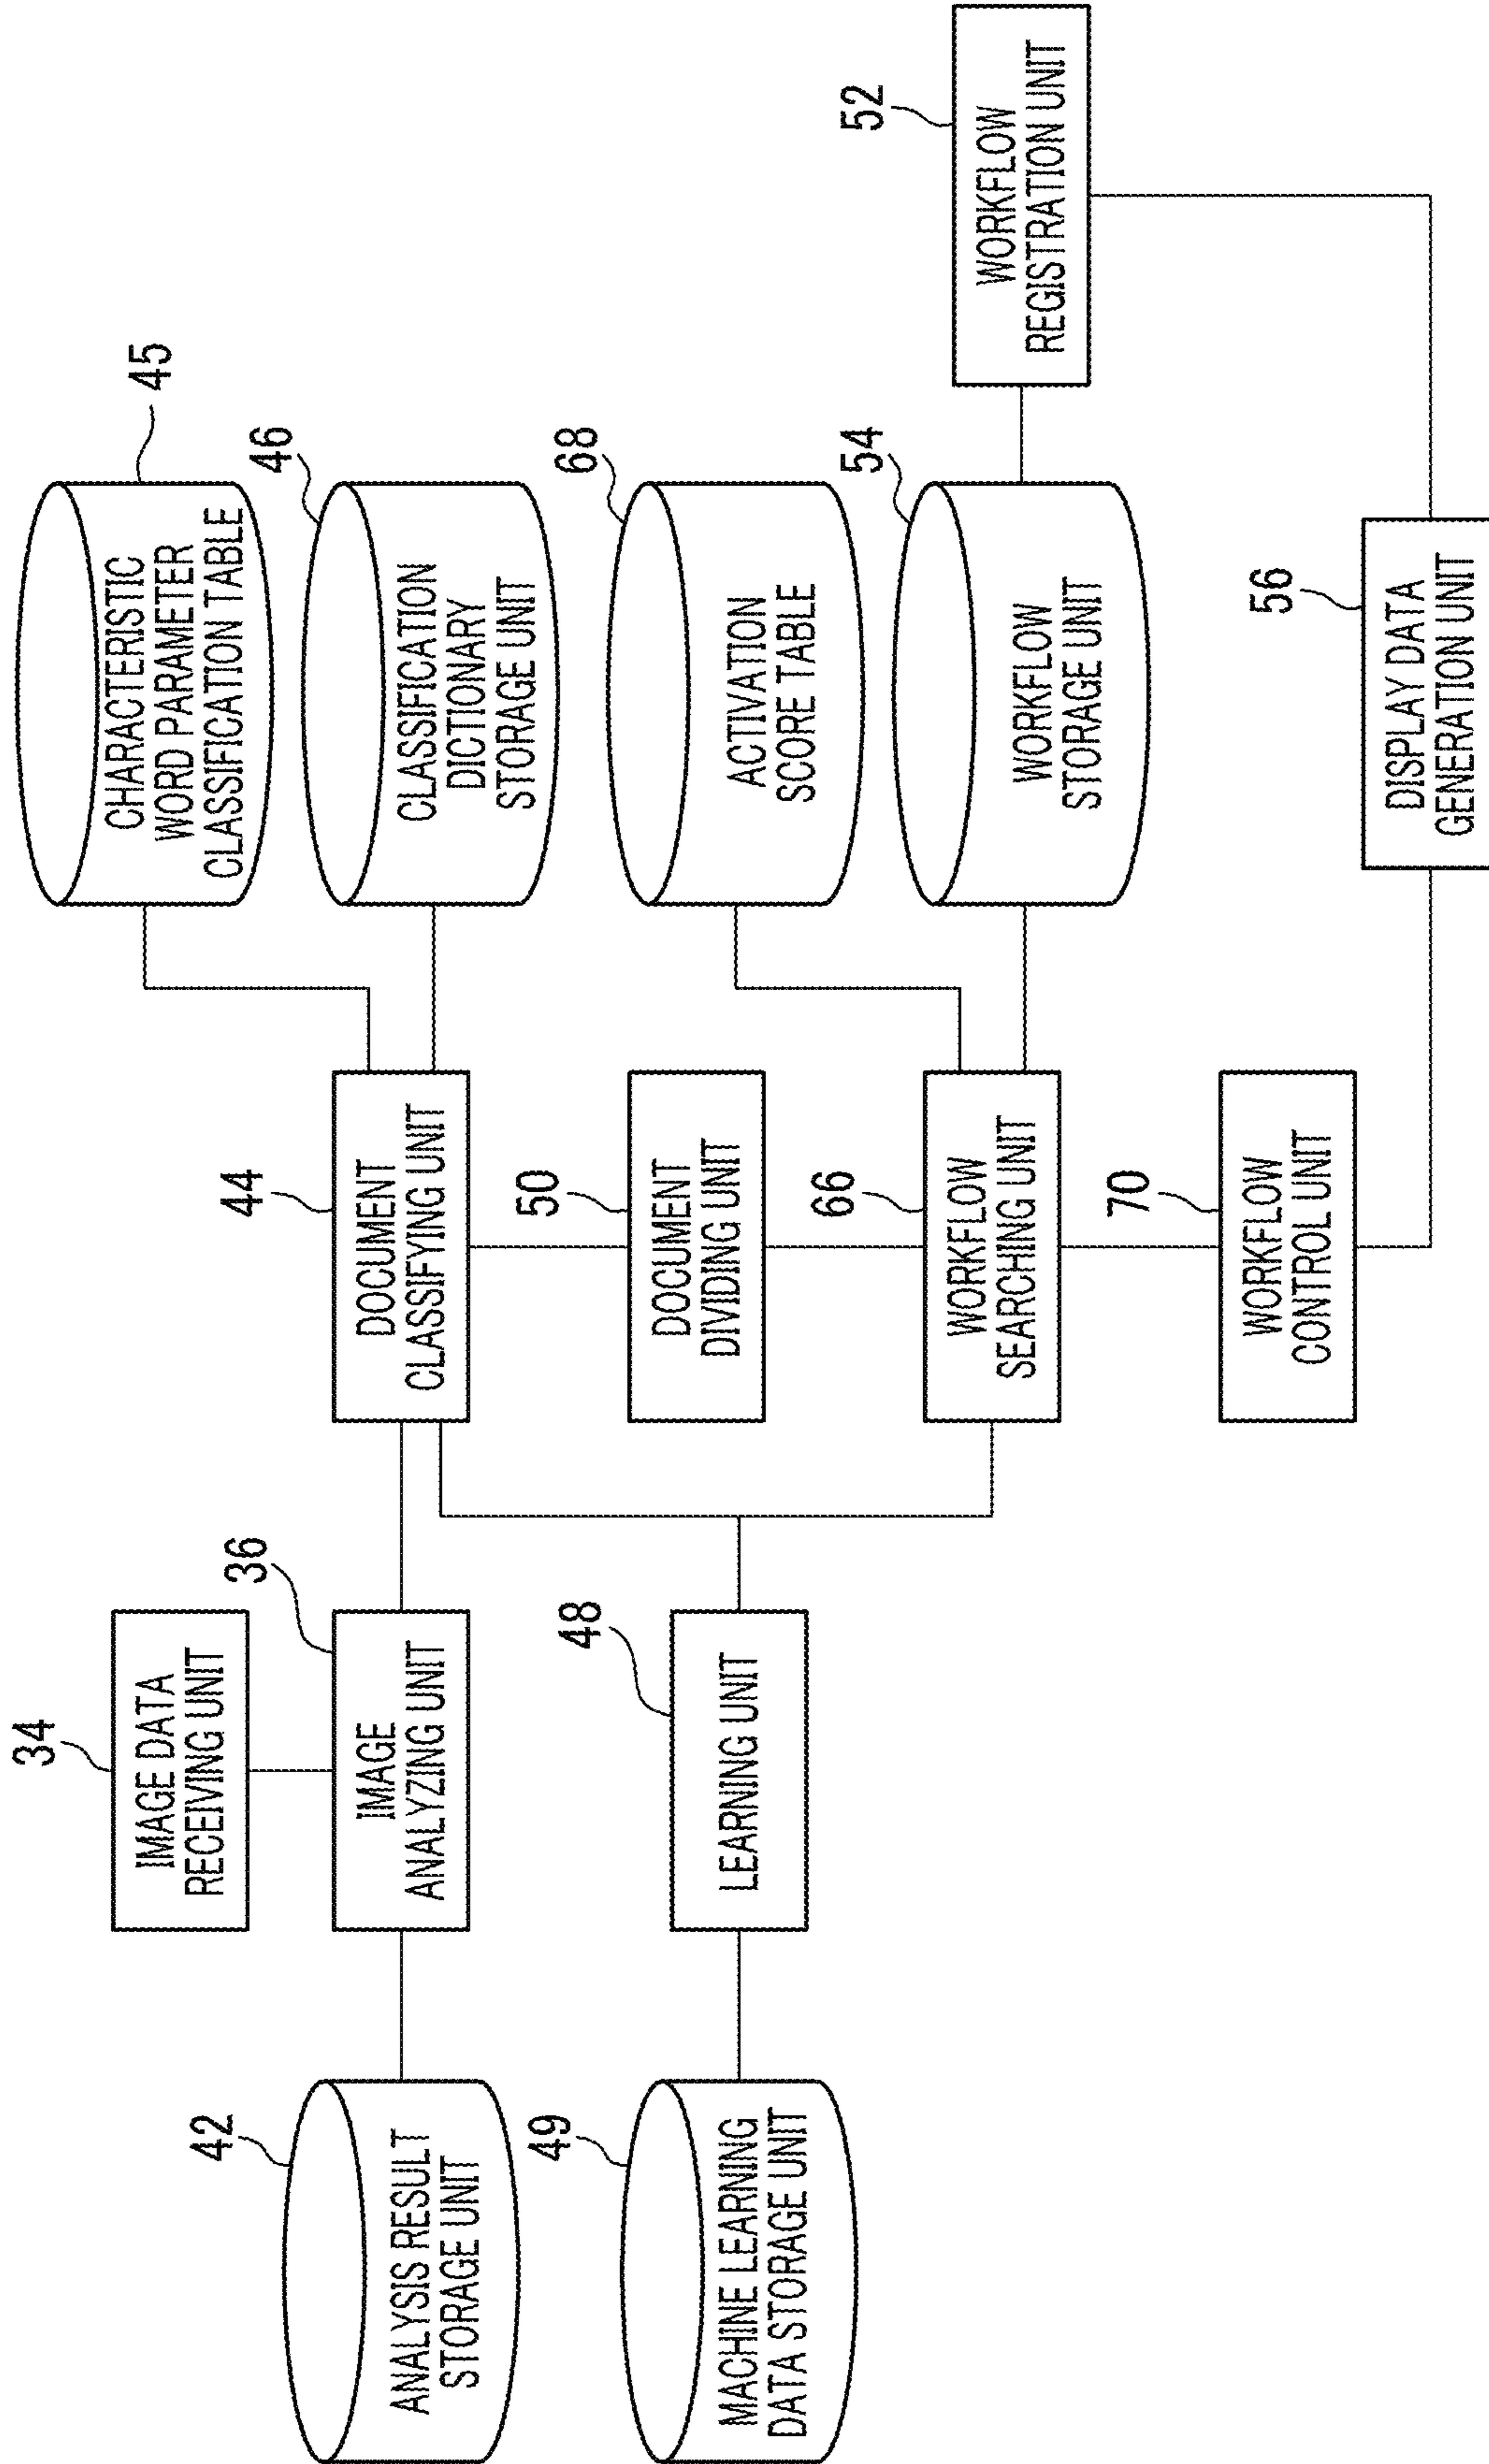 34
IMAGE DATA
RECEIVING UNIT
42
ANALYSIS RESULT
STORAGE UNIT
36
IMAGE
ANALYZING UNIT
44
DOCUMENT
CLASSIFYING UNIT
45
CHARACTERISTIC
WORD PARAMETER
CLASSIFICATION TABLE
46
CLASSIFICATION
DICTIONARY
STORAGE UNIT
49
MACHINE LEARNING
DATA STORAGE UNIT
48
LEARNING UNIT
50
DOCUMENT
DIVIDING UNIT
68
ACTIVATION
SCORE TABLE
66
WORKFLOW
SEARCHING UNIT
54
WORKFLOW
STORAGE UNIT
52
WORKFLOW
REGISTRATION UNIT
70
WORKFLOW
CONTROL UNIT
56
DISPLAY DATA
GENERATION UNIT